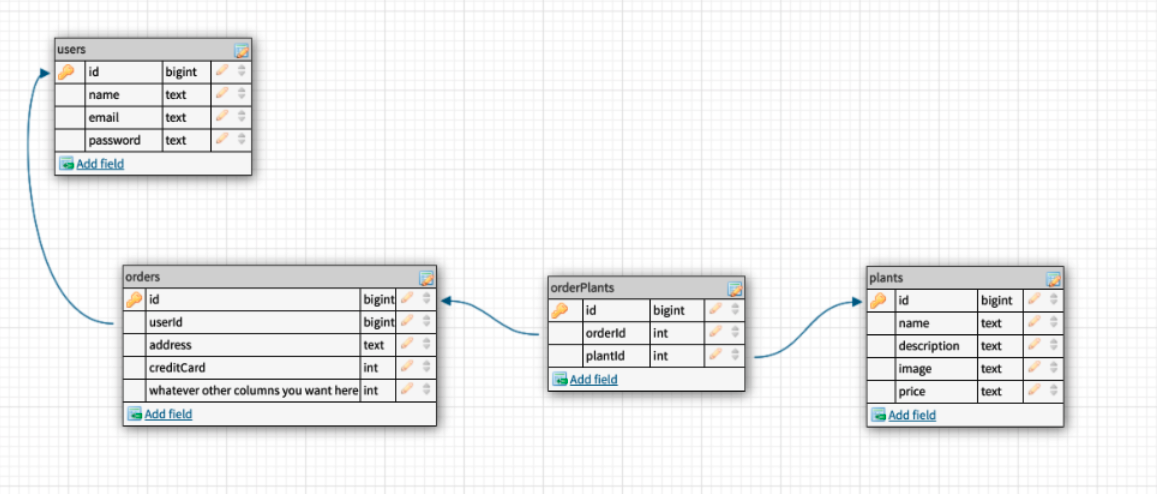 users
id bigint
name text
email text
password text
Add field
orders
id bigint
userId bigint
address text
creditCard int
whatever other columns you want here int
Add field
orderPlants
id bigint
orderId int
plantId int
Add field
plants
id bigint
name text
description text
image text
price text
Add field